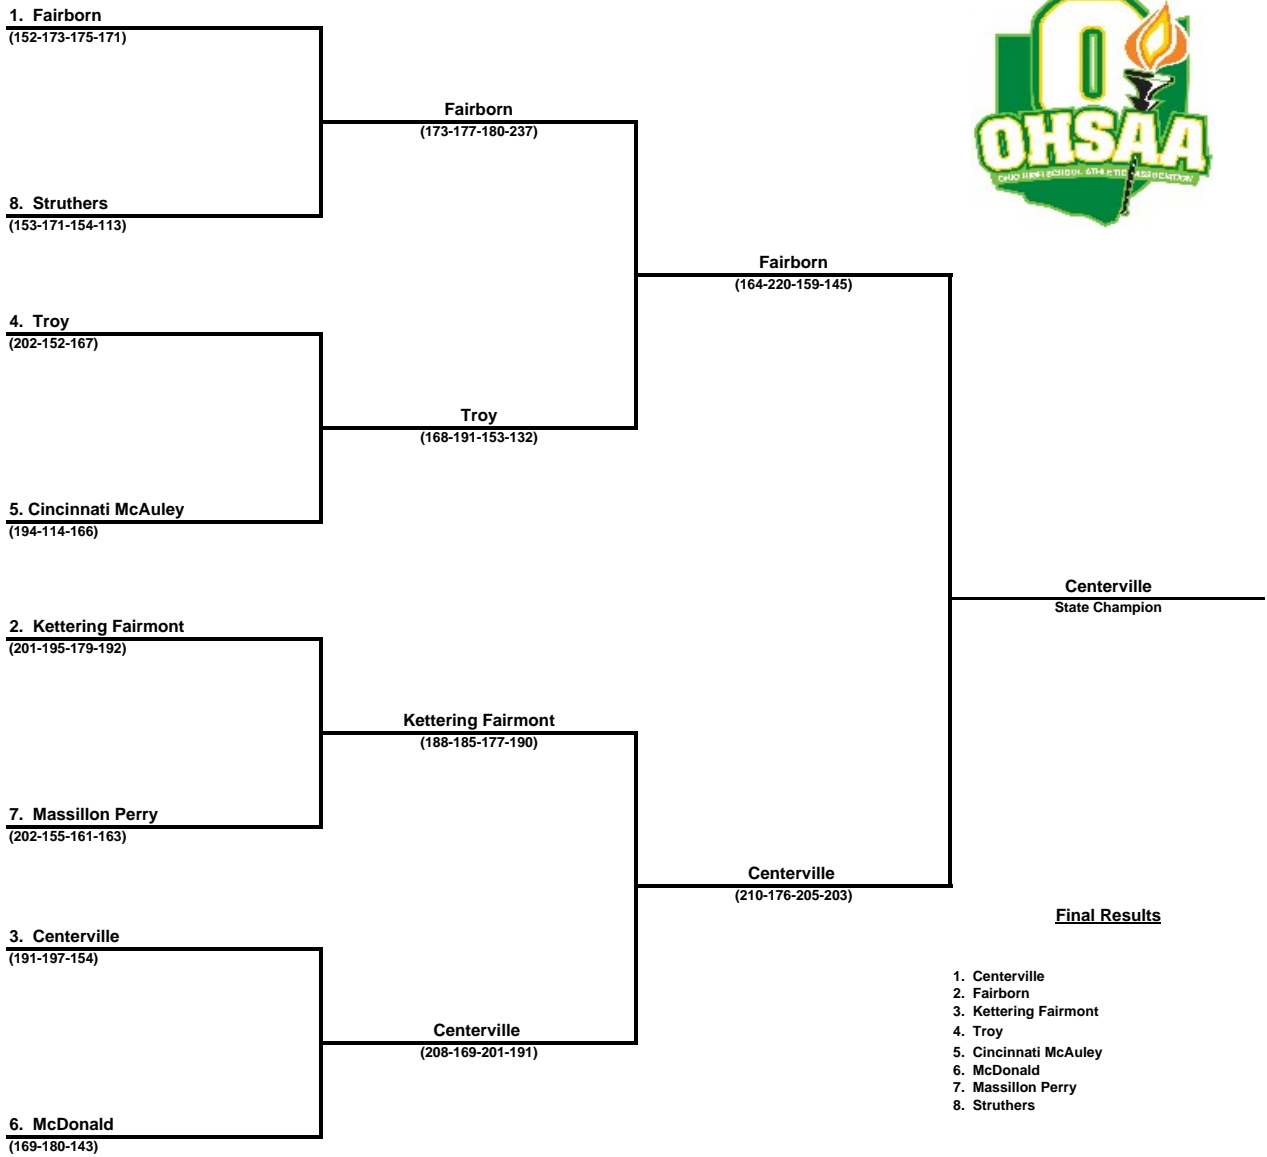 1. Fairborn
(152-173-175-171)
Fairborn
(173-177-180-237)
8. Struthers
(153-171-154-113)
Fairborn
(164-220-159-145)
4. Troy
(202-152-167)
Troy
(168-191-153-132)
5. Cincinnati McAuley
(194-114-166)
Centerville
State Champion
2. Kettering Fairmont
(201-195-179-192)
Kettering Fairmont
(188-185-177-190)
7. Massillon Perry
(202-155-161-163)
Centerville
(210-176-205-203)
3. Centerville
(191-197-154)
Centerville
(208-169-201-191)
6. McDonald
(169-180-143)
O
OHSAA
OHIO HIGH SCHOOL ATHLETIC ASSOCIATION
Final Results
1. Centerville
2. Fairborn
3. Kettering Fairmont
4. Troy
5. Cincinnati McAuley
6. McDonald
7. Massillon Perry
8. Struthers